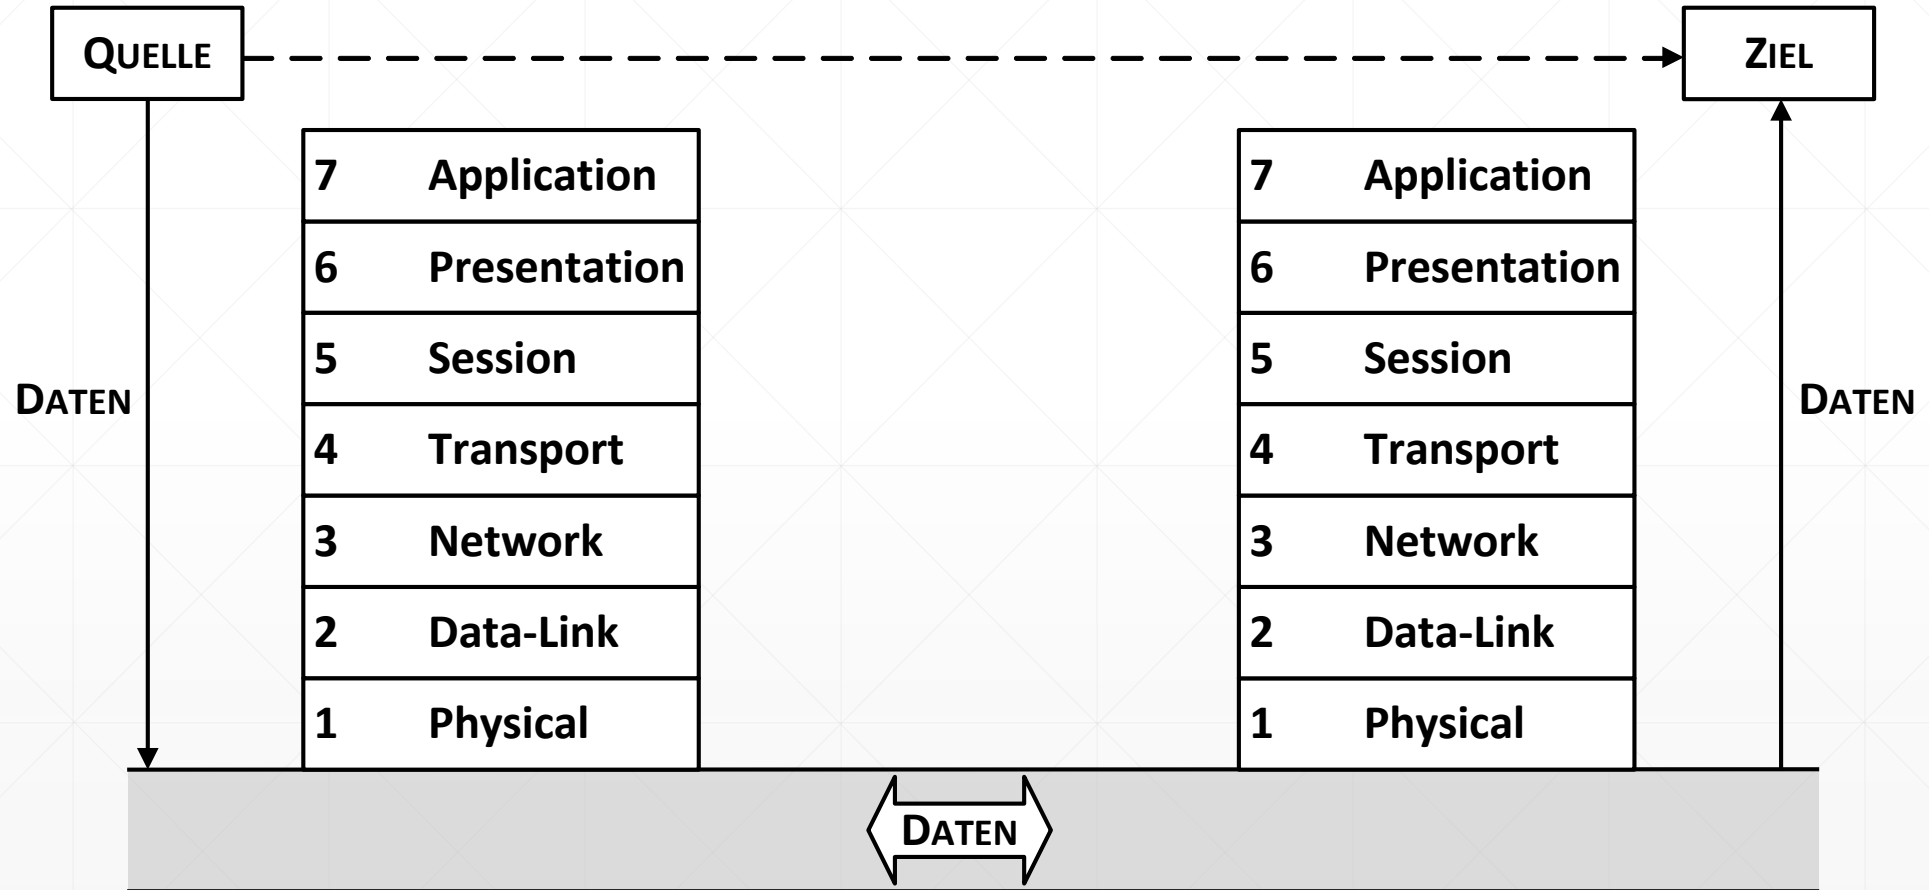 QUELLE
ZIEL
7 Application
6 Presentation
5 Session
4 Transport
3 Network
2 Data-Link
1 Physical
DATEN
7 Application
6 Presentation
5 Session
4 Transport
3 Network
2 Data-Link
1 Physical
DATEN
DATEN